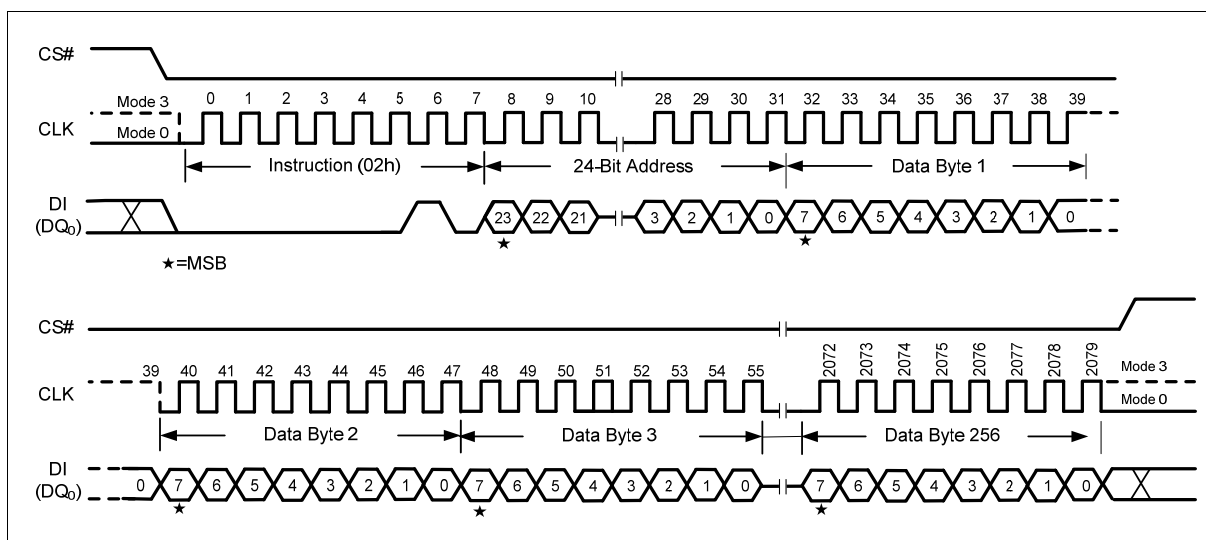 CS#
Mode 3 0 1 2 3 4 5 6 7 8 9 10 28 29 30 31 32 33 34 35 36 37 38 39
CLK
Mode 0
Instruction (02h) 24-Bit Address Data Byte 1
DI
(DQ₀)
23 22 21 3 2 1 0 7 6 5 4 3 2 1 0
★ ★
★=MSB
CS#
39 40 41 42 43 44 45 46 47 48 49 50 51 52 53 54 55 2072 2073 2074 2075 2076 2077 2078 2079 Mode 3
CLK
Mode 0
Data Byte 2 Data Byte 3 Data Byte 256
DI
(DQ₀)
0 7 6 5 4 3 2 1 0 7 6 5 4 3 2 1 0 7 6 5 4 3 2 1 0
★ ★ ★